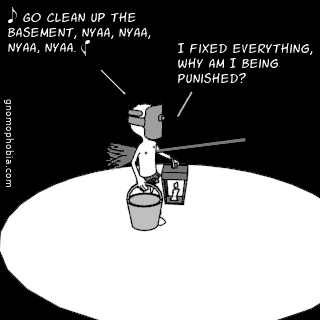 ♪ GO CLEAN UP THE
BASEMENT, NYAA, NYAA,
NYAA, NYAA. ♪
I FIXED EVERYTHING,
WHY AM I BEING
PUNISHED?
gnomophobia.com